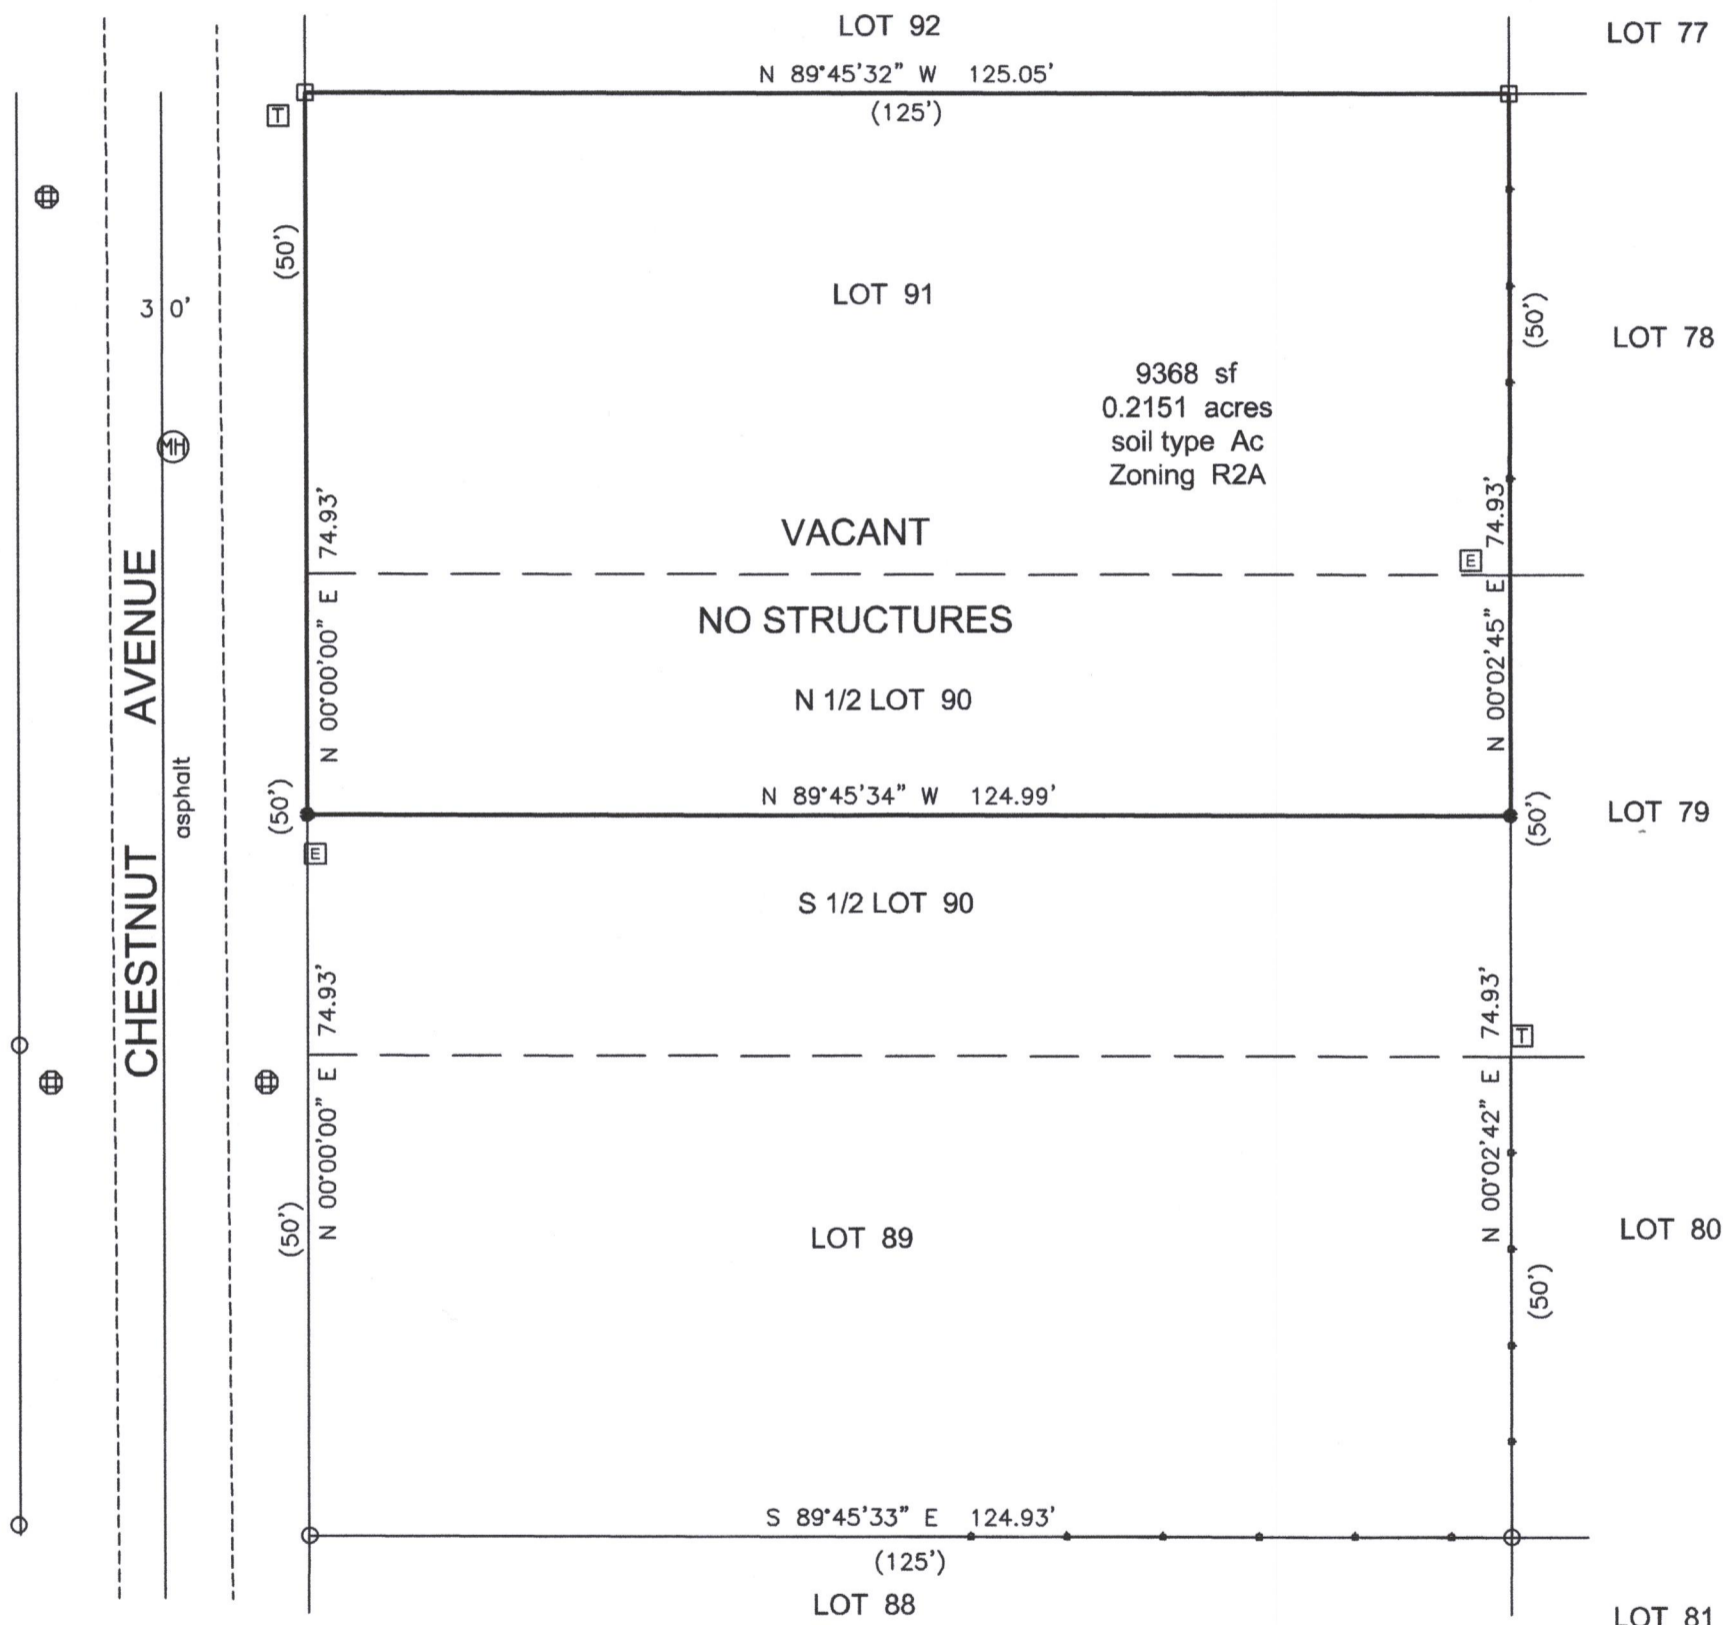 LOT 92
LOT 77
N 89°45'32" W 125.05'
(125')
T
(50')
3 0'
LOT 91
(50')
LOT 78
9368 sf
0.2151 acres
soil type Ac
Zoning R2A
MH
N 00°00'00" E 74.93'
VACANT
E
N 00°02'45" E 74.93'
NO STRUCTURES
N 1/2 LOT 90
CHESTNUT AVENUE
asphalt
(50')
N 89°45'34" W 124.99'
(50')
LOT 79
E
S 1/2 LOT 90
N 00°00'00" E 74.93'
N 00°02'42" E 74.93'
T
(50')
LOT 89
LOT 80
(50')
S 89°45'33" E 124.93'
(125')
LOT 88
LOT 81